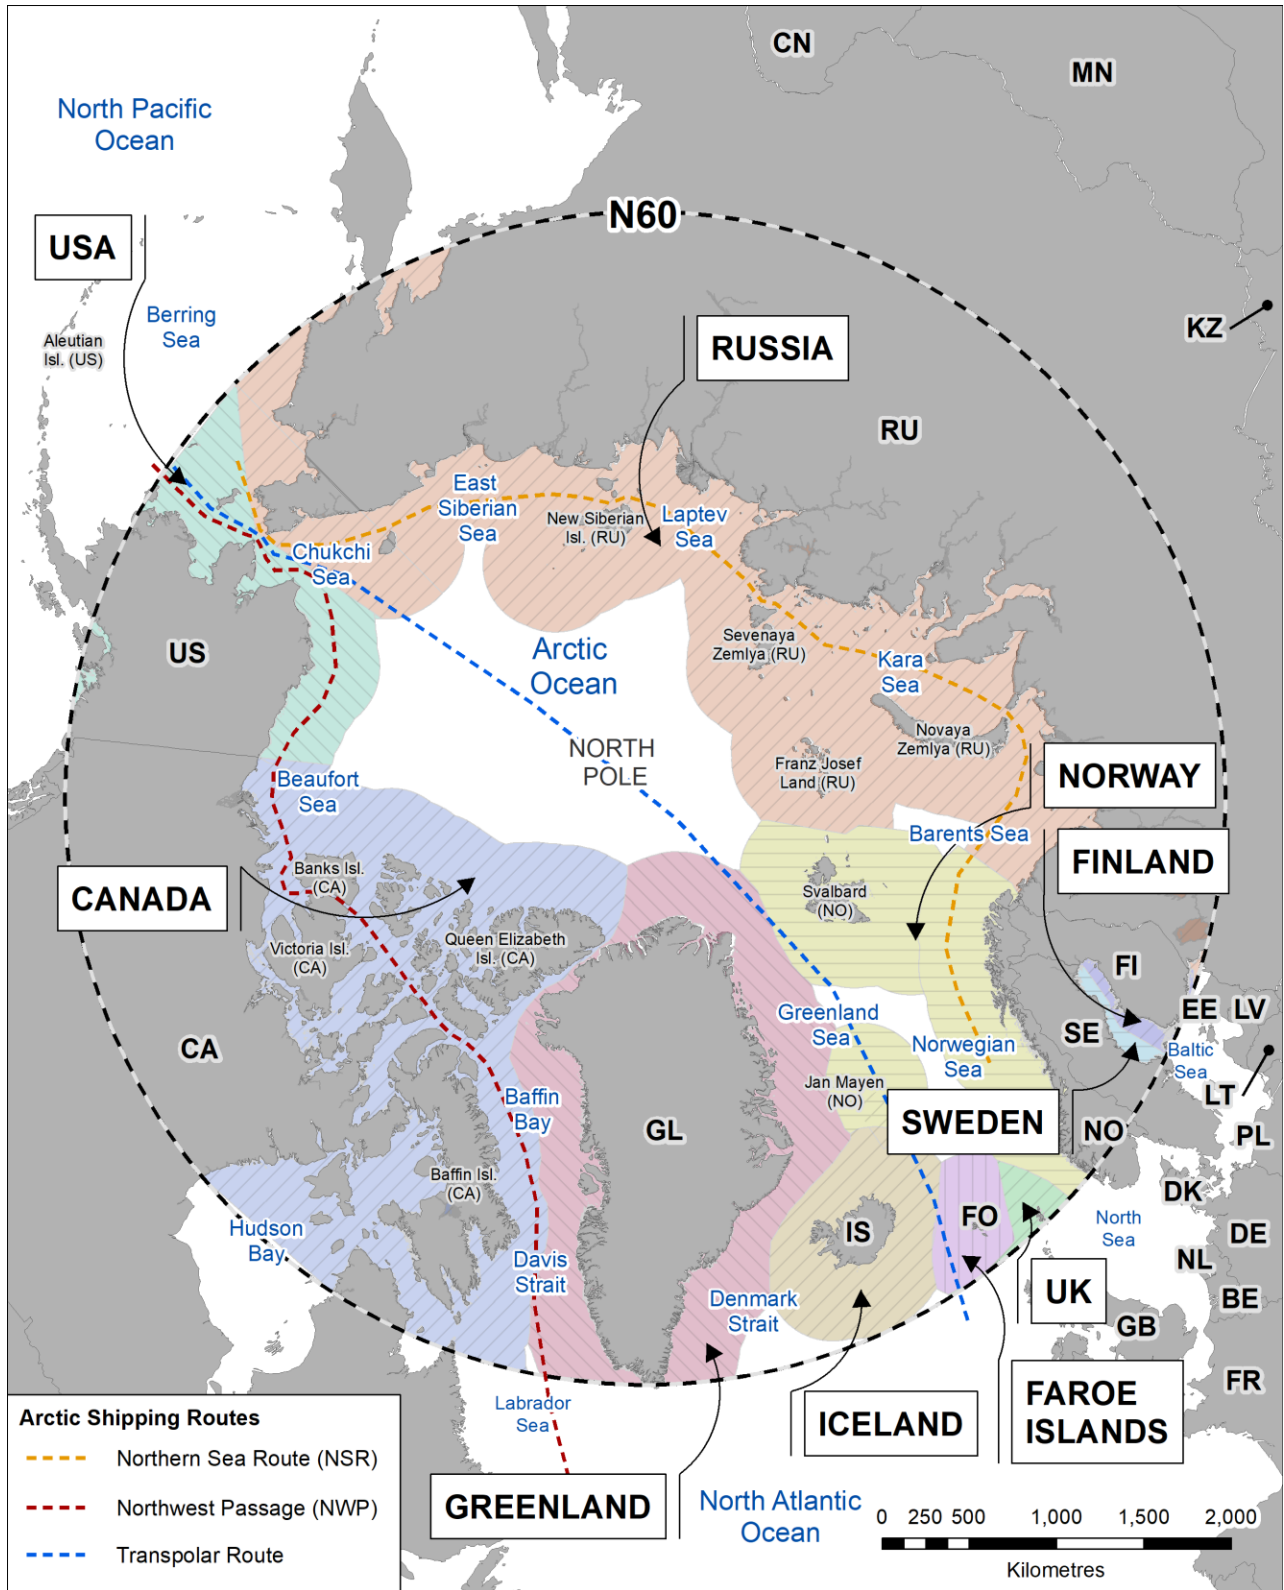 CN
MN
North Pacific
Ocean
N60
USA
Berring
Sea
Aleutian
Isl. (US)
KZ
RUSSIA
RU
East
Siberian
Sea
New Siberian
Isl. (RU)
Laptev
Sea
Chukchi
Sea
US
Arctic
Ocean
Sevenaya
Zemlya (RU)
Kara
Sea
Novaya
Zemlya (RU)
NORTH
POLE
Franz Josef
Land (RU)
NORWAY
Beaufort
Sea
Barents Sea
FINLAND
Banks Isl.
(CA)
CANADA
Svalbard
(NO)
Victoria Isl.
(CA)
Queen Elizabeth
Isl. (CA)
FI
EE
LV
SE
CA
Greenland
Sea
Norwegian
Sea
Baltic
Sea
Jan Mayen
(NO)
LT
Baffin
Bay
SWEDEN
GL
NO
PL
Baffin Isl.
(CA)
DK
Hudson
Bay
IS
FO
North
Sea
DE
NL
Davis
Strait
Denmark
Strait
UK
BE
GB
FR
Labrador
Sea
ICELAND
FAROE
ISLANDS
GREENLAND
North Atlantic
Ocean
Arctic Shipping Routes
Northern Sea Route (NSR)
Northwest Passage (NWP)
Transpolar Route
0 250 500 1,000 1,500 2,000
Kilometres